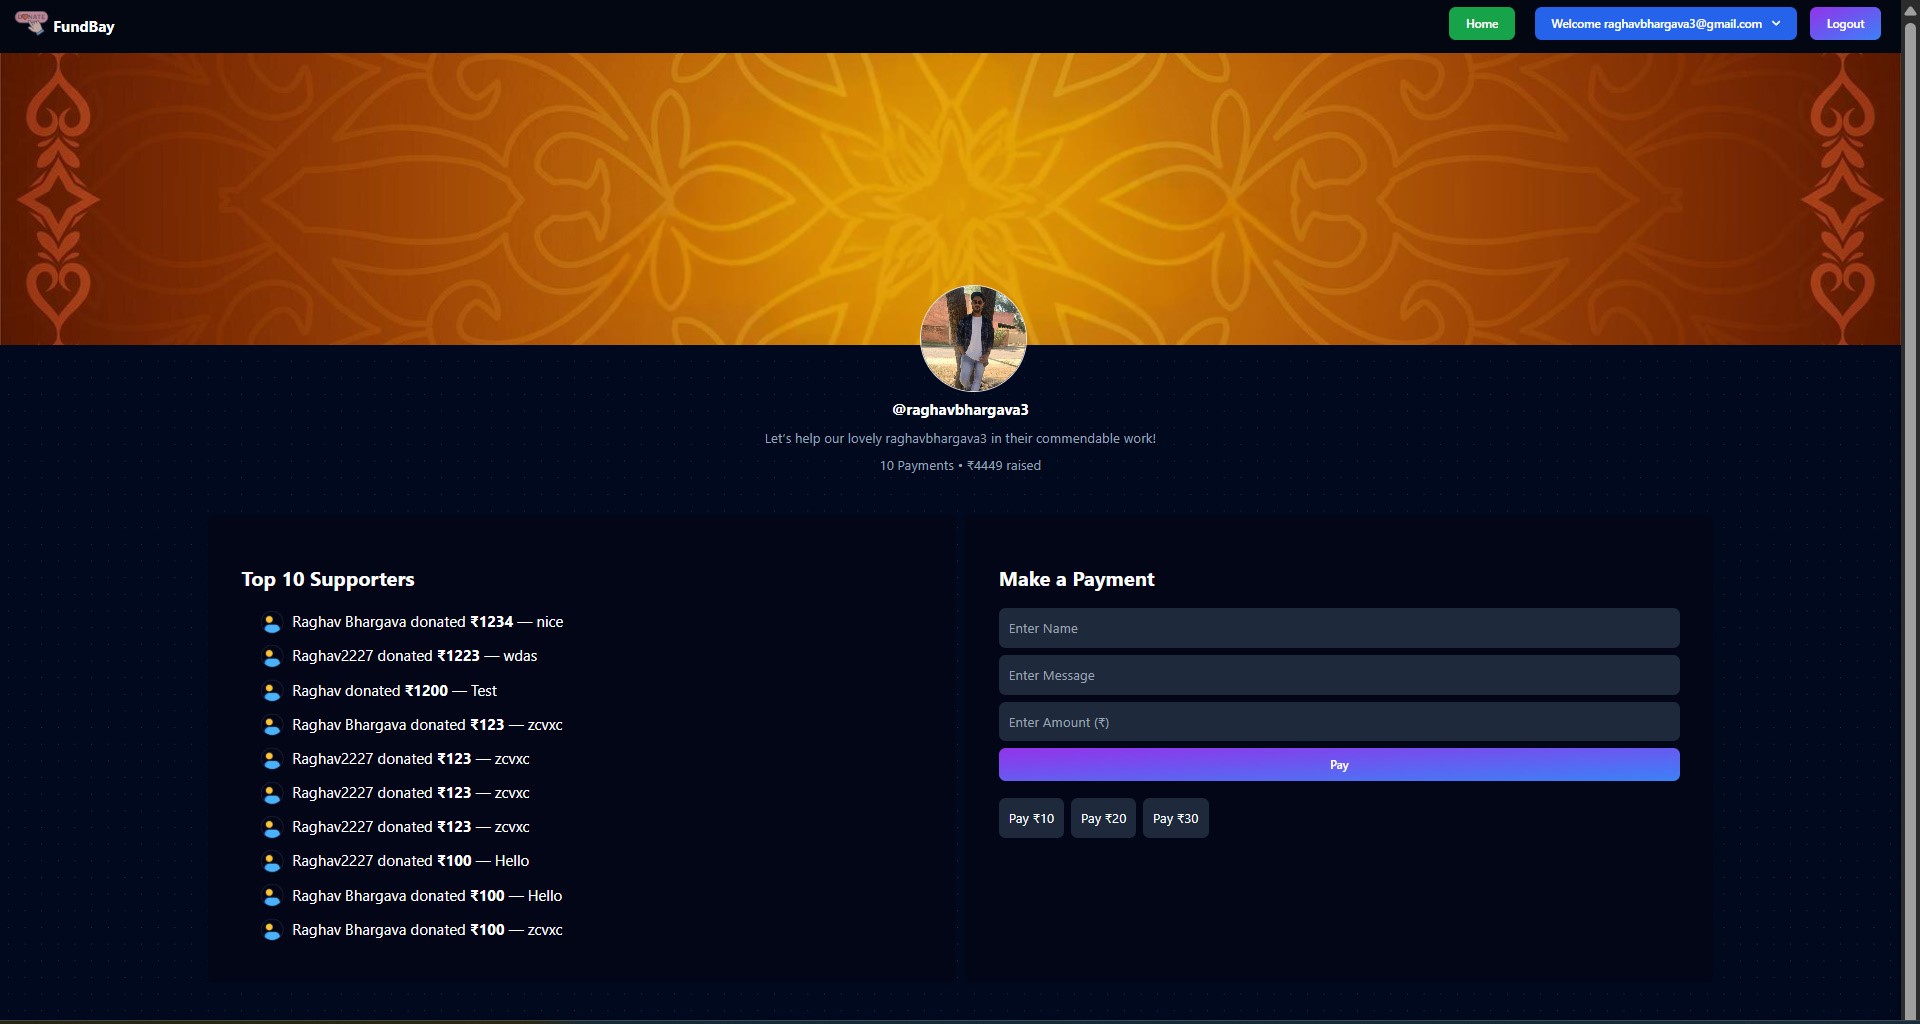 DONATE
FundBay
Home
Welcome raghavbhargava3@gmail.com
Logout
@raghavbhargava3
Let's help our lovely raghavbhargava3 in their commendable work!
10 Payments • ₹4449 raised
Top 10 Supporters
Raghav Bhargava donated ₹1234 — nice
Raghav2227 donated ₹1223 — wdas
Raghav donated ₹1200 — Test
Raghav Bhargava donated ₹123 — zcvxc
Raghav2227 donated ₹123 — zcvxc
Raghav2227 donated ₹123 — zcvxc
Raghav2227 donated ₹123 — zcvxc
Raghav2227 donated ₹100 — Hello
Raghav Bhargava donated ₹100 — Hello
Raghav Bhargava donated ₹100 — zcvxc
Make a Payment
Enter Name
Enter Message
Enter Amount (₹)
Pay
Pay ₹10
Pay ₹20
Pay ₹30